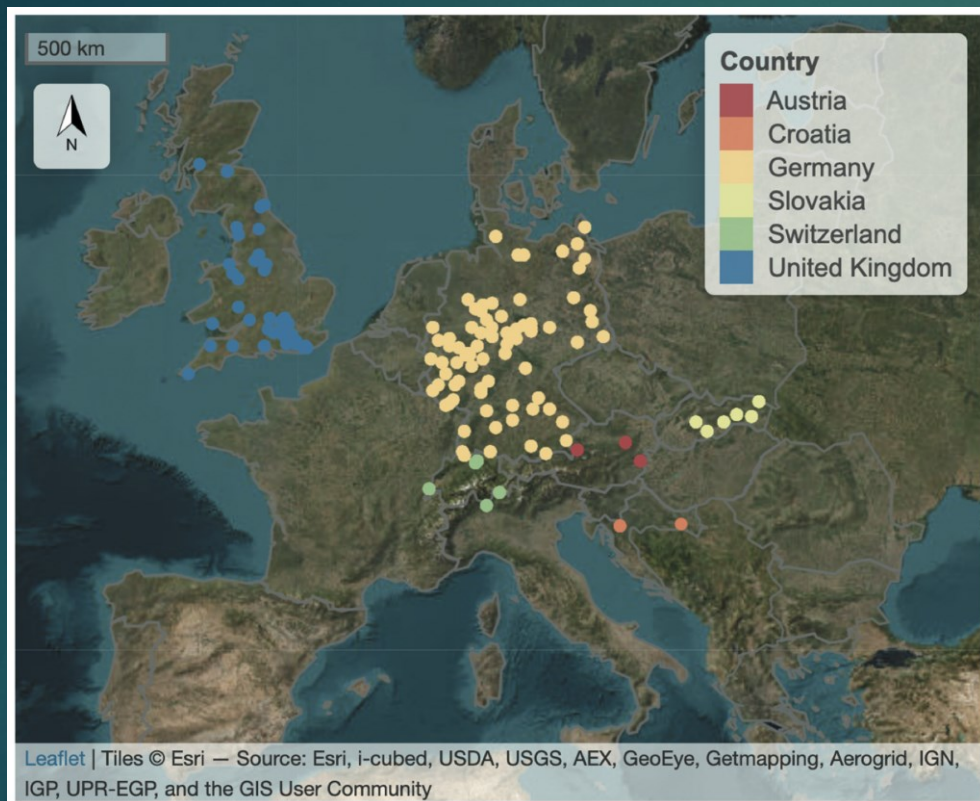 500 km
N
Country
Austria
Croatia
Germany
Slovakia
Switzerland
United Kingdom
Leaflet | Tiles © Esri — Source: Esri, i-cubed, USDA, USGS, AEX, GeoEye, Getmapping, Aerogrid, IGN,
IGP, UPR-EGP, and the GIS User Community